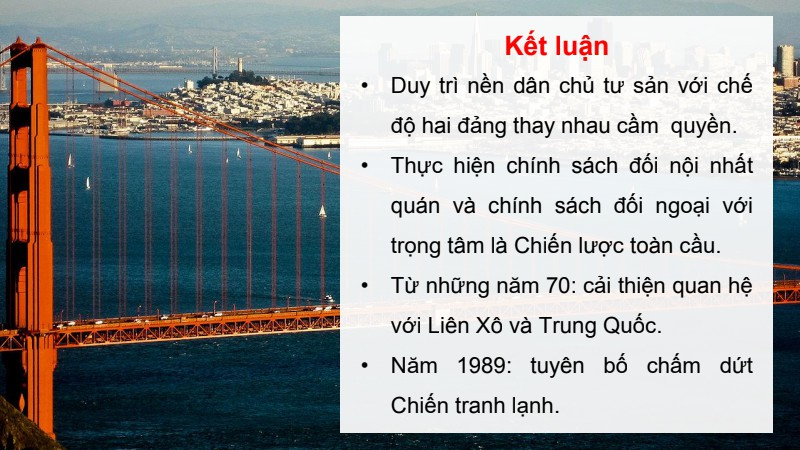 Kết luận
• Duy trì nền dân chủ tư sản với chế
độ hai đảng thay nhau cầm quyền.
• Thực hiện chính sách đối nội nhất
quán và chính sách đối ngoại với
trọng tâm là Chiến lược toàn cầu.
• Từ những năm 70: cải thiện quan hệ
với Liên Xô và Trung Quốc.
• Năm 1989: tuyên bố chấm dứt
Chiến tranh lạnh.